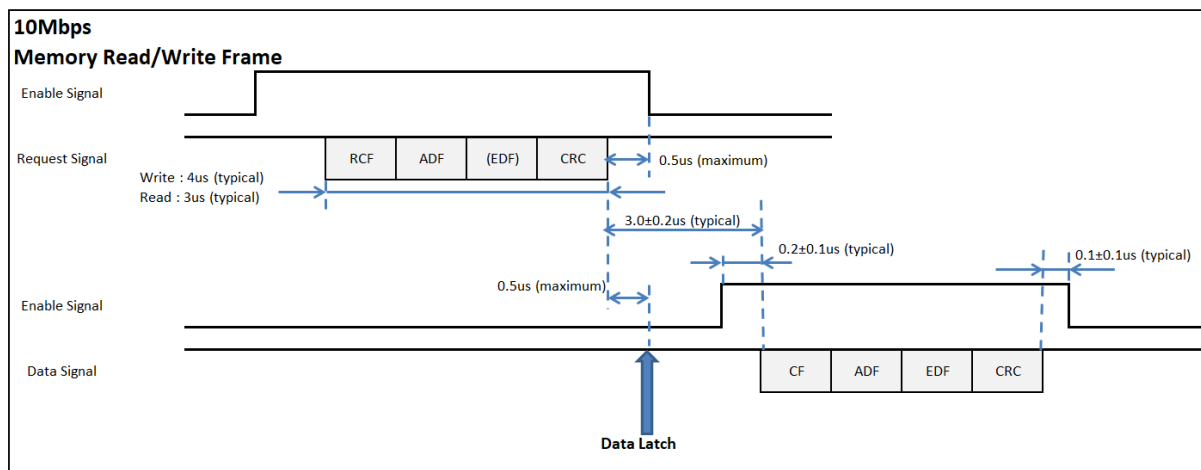 10Mbps
Memory Read/Write Frame
Enable Signal
Request Signal
RCF
ADF
(EDF)
CRC
0.5us (maximum)
Write : 4us (typical)
Read : 3us (typical)
3.0±0.2us (typical)
0.2±0.1us (typical)
0.1±0.1us (typical)
0.5us (maximum)
Enable Signal
Data Signal
CF
ADF
EDF
CRC
Data Latch